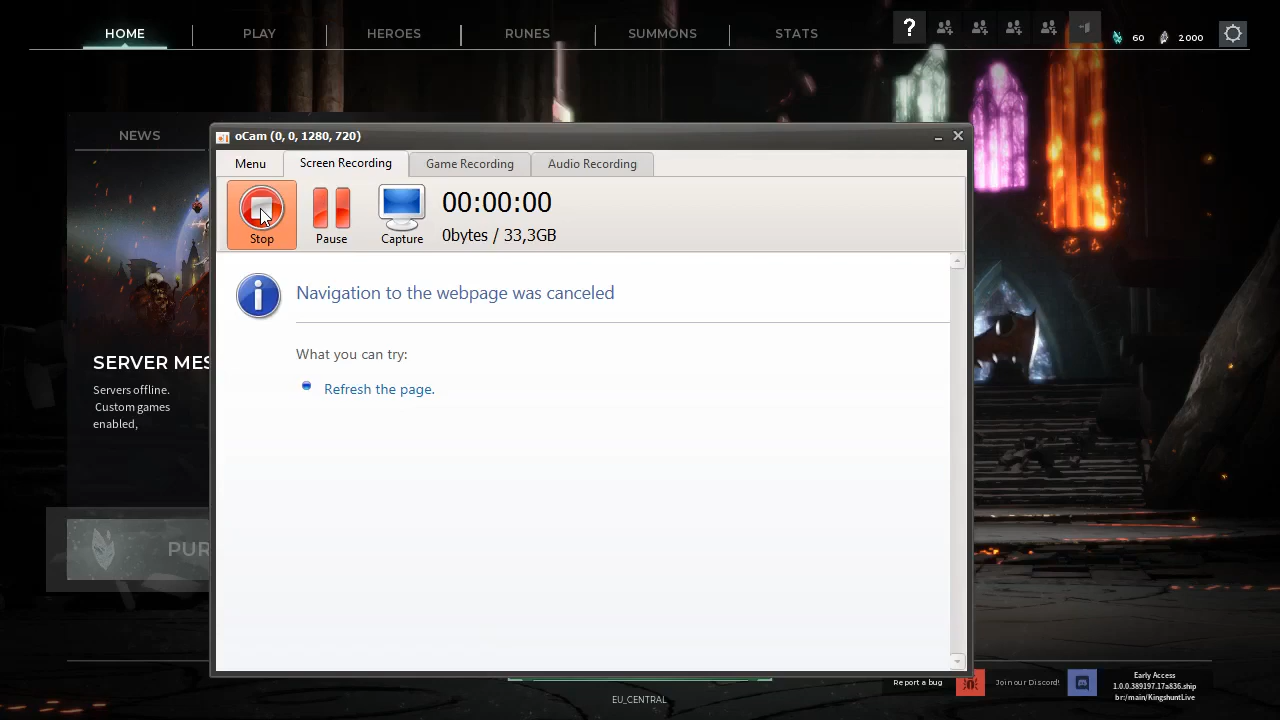 HOME
PLAY
HEROES
RUNES
SUMMONS
STATS
?
60
2000
NEWS
oCam (0, 0, 1280, 720)
Menu
Screen Recording
Game Recording
Audio Recording
Stop
Pause
Capture
00:00:00
0bytes / 33,3GB
Navigation to the webpage was canceled
What you can try:
Refresh the page.
SERVER MES
Servers offline.
Custom games
enabled,
PUR
Report a bug
Join our Discord!
Early Access
1.0.0.389197.17a836.ship
br:/main/KingshuntLive
EU_CENTRAL